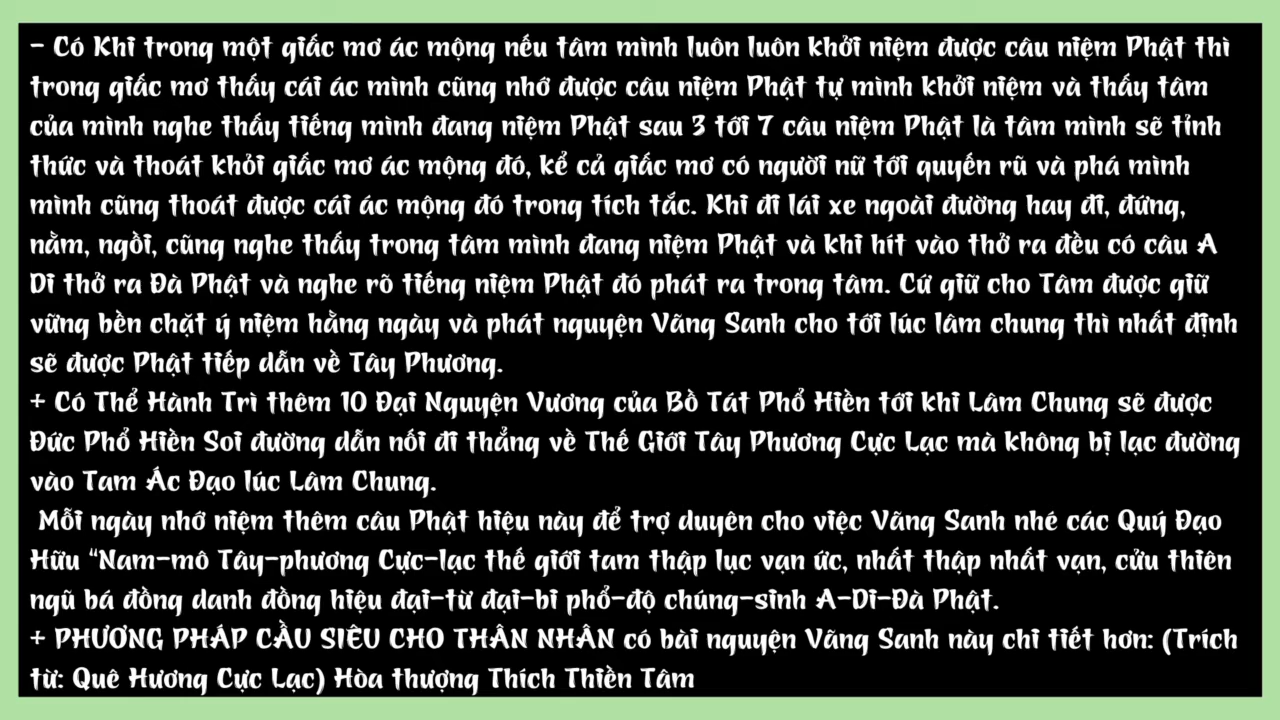 - Có Khi trong một giấc mơ ác mộng nếu tâm mình luôn luôn khởi niệm được câu niệm Phật thì
trong giấc mơ thấy cái ác mình cũng nhớ được câu niệm Phật tự mình khởi niệm và thấy tâm
của mình nghe thấy tiếng mình đang niệm Phật sau 3 tới 7 câu niệm Phật là tâm mình sẽ tỉnh
thức và thoát khỏi giấc mơ ác mộng đó, kể cả giấc mơ có người nữ tới quyến rũ và phá mình
mình cũng thoát được cái ác mộng đó trong tích tắc. Khi đi lái xe ngoài đường hay đi, đứng,
nằm, ngồi, cũng nghe thấy trong tâm mình đang niệm Phật và khi hít vào thở ra đều có câu A
Di thở ra Đà Phật và nghe rõ tiếng niệm Phật đó phát ra trong tâm. Cứ giữ cho Tâm được giữ
vững bền chặt ý niệm hằng ngày và phát nguyện Vãng Sanh cho tới lúc lâm chung thì nhất định
sẽ được Phật tiếp dẫn về Tây Phương.
+ Có Thể Hành Trì thêm 10 Đại Nguyện Vương của Bồ Tát Phổ Hiền tới khi Lâm Chung sẽ được
Đức Phổ Hiền Soi đường dẫn nối đi thẳng về Thế Giới Tây Phương Cực Lạc mà không bị lạc đường
vào Tam Ác Đạo lúc Lâm Chung.
Mỗi ngày nhớ niệm thêm câu Phật hiệu này để trợ duyên cho việc Vãng Sanh nhé các Quý Đạo
Hữu “Nam-mô Tây-phương Cực-lạc thế giới tam thập lục vạn ức, nhất thập nhất vạn, cửu thiên
ngũ bá đồng danh đồng hiệu đại-từ đại-bi phổ-độ chúng-sinh A-Di-Đà Phật.
+ PHƯƠNG PHÁP CẦU SIÊU CHO THÂN NHÂN có bài nguyện Vãng Sanh này chi tiết hơn: (Trích
từ: Quê Hương Cực Lạc) Hòa thượng Thích Thiền Tâm